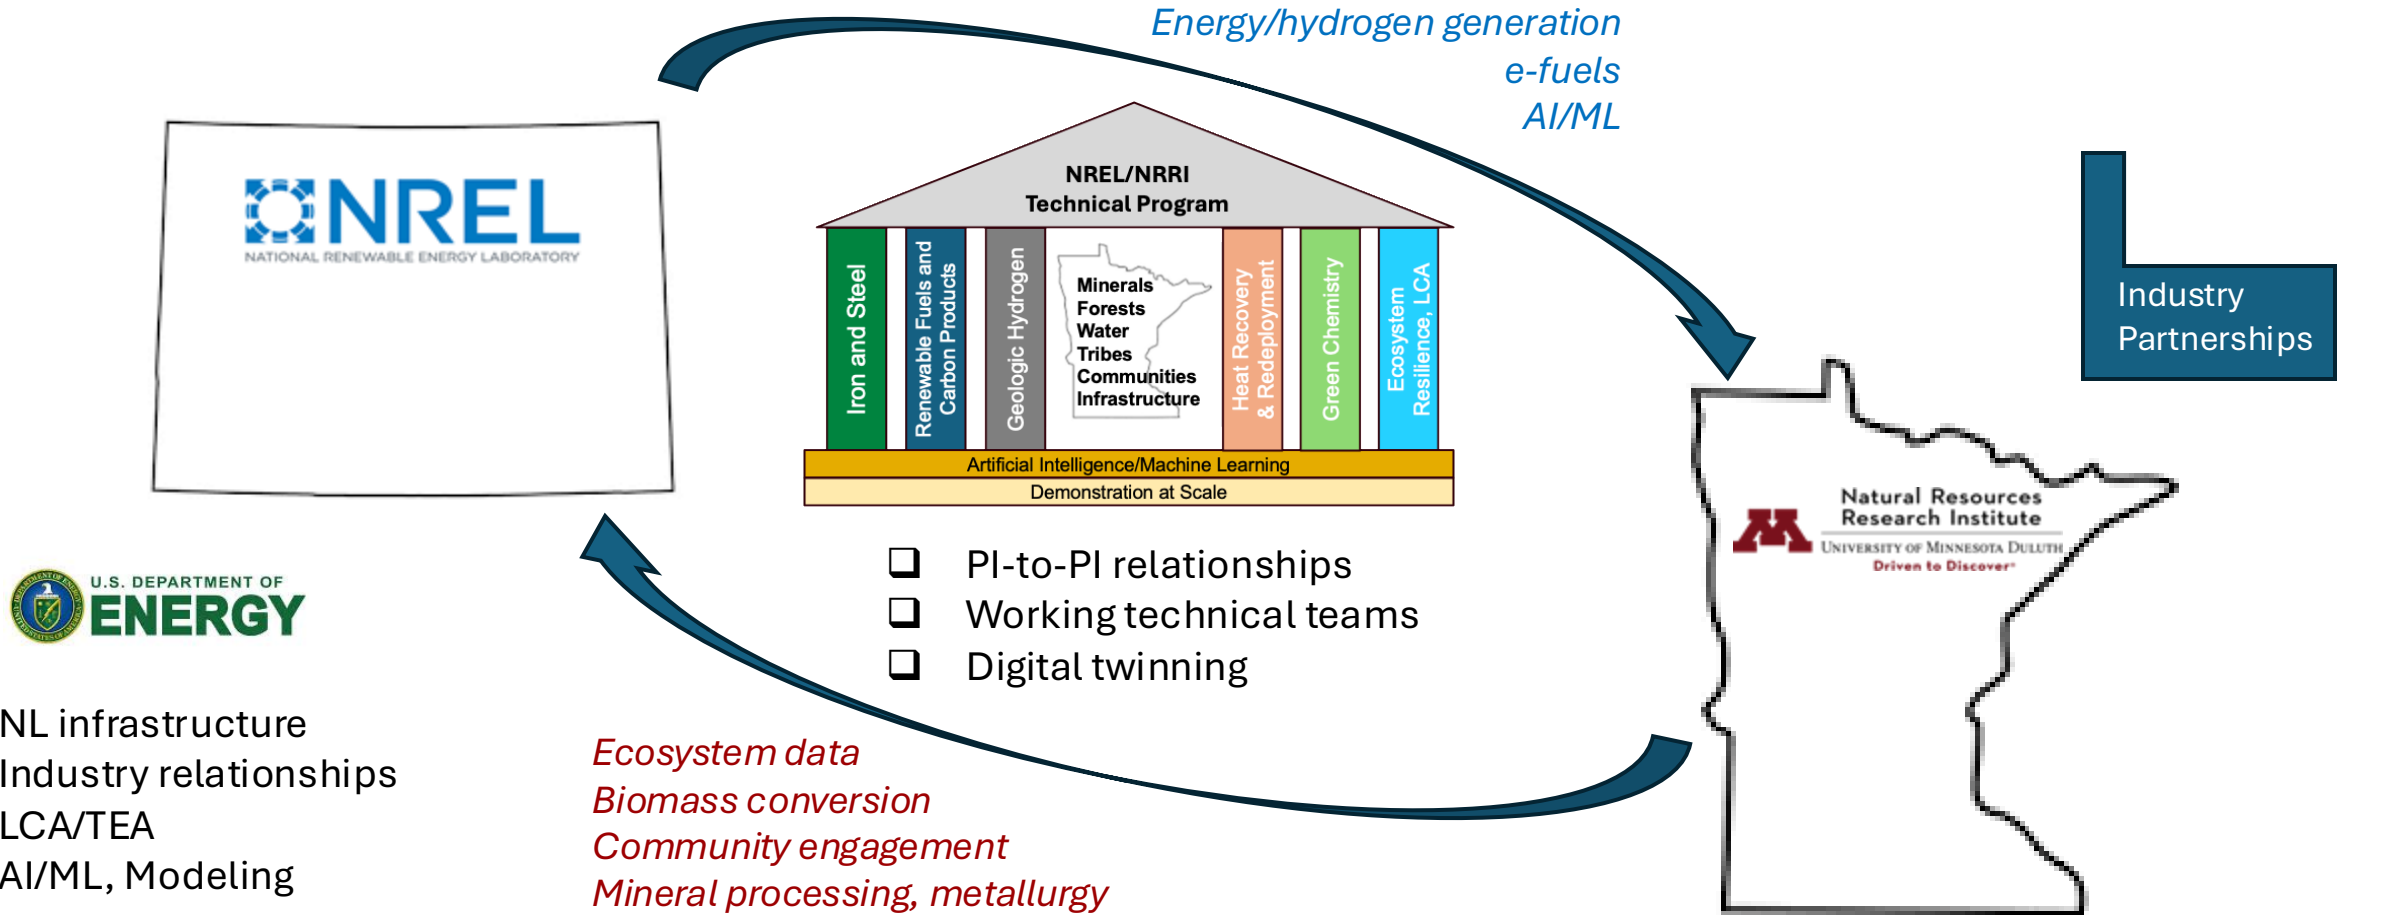 Energy/hydrogen generation
e-fuels
AI/ML
NREL
NATIONAL RENEWABLE ENERGY LABORATORY
NREL/NRRI
Technical Program
Iron and Steel
Renewable Fuels and
Carbon Products
Geologic Hydrogen
Minerals
Forests
Water
Tribes
Communities
Infrastructure
Heat Recovery
& Redeployment
Green Chemistry
Ecosystem
Resilience, LCA
Artificial Intelligence/Machine Learning
Demonstration at Scale
Industry
Partnerships
Natural Resources
Research Institute
UNIVERSITY OF MINNESOTA DULUTH
Driven to Discover
❑ PI-to-PI relationships
❑ Working technical teams
❑ Digital twinning
U.S. DEPARTMENT OF
ENERGY
NL infrastructure
Industry relationships
LCA/TEA
AI/ML, Modeling
Ecosystem data
Biomass conversion
Community engagement
Mineral processing, metallurgy